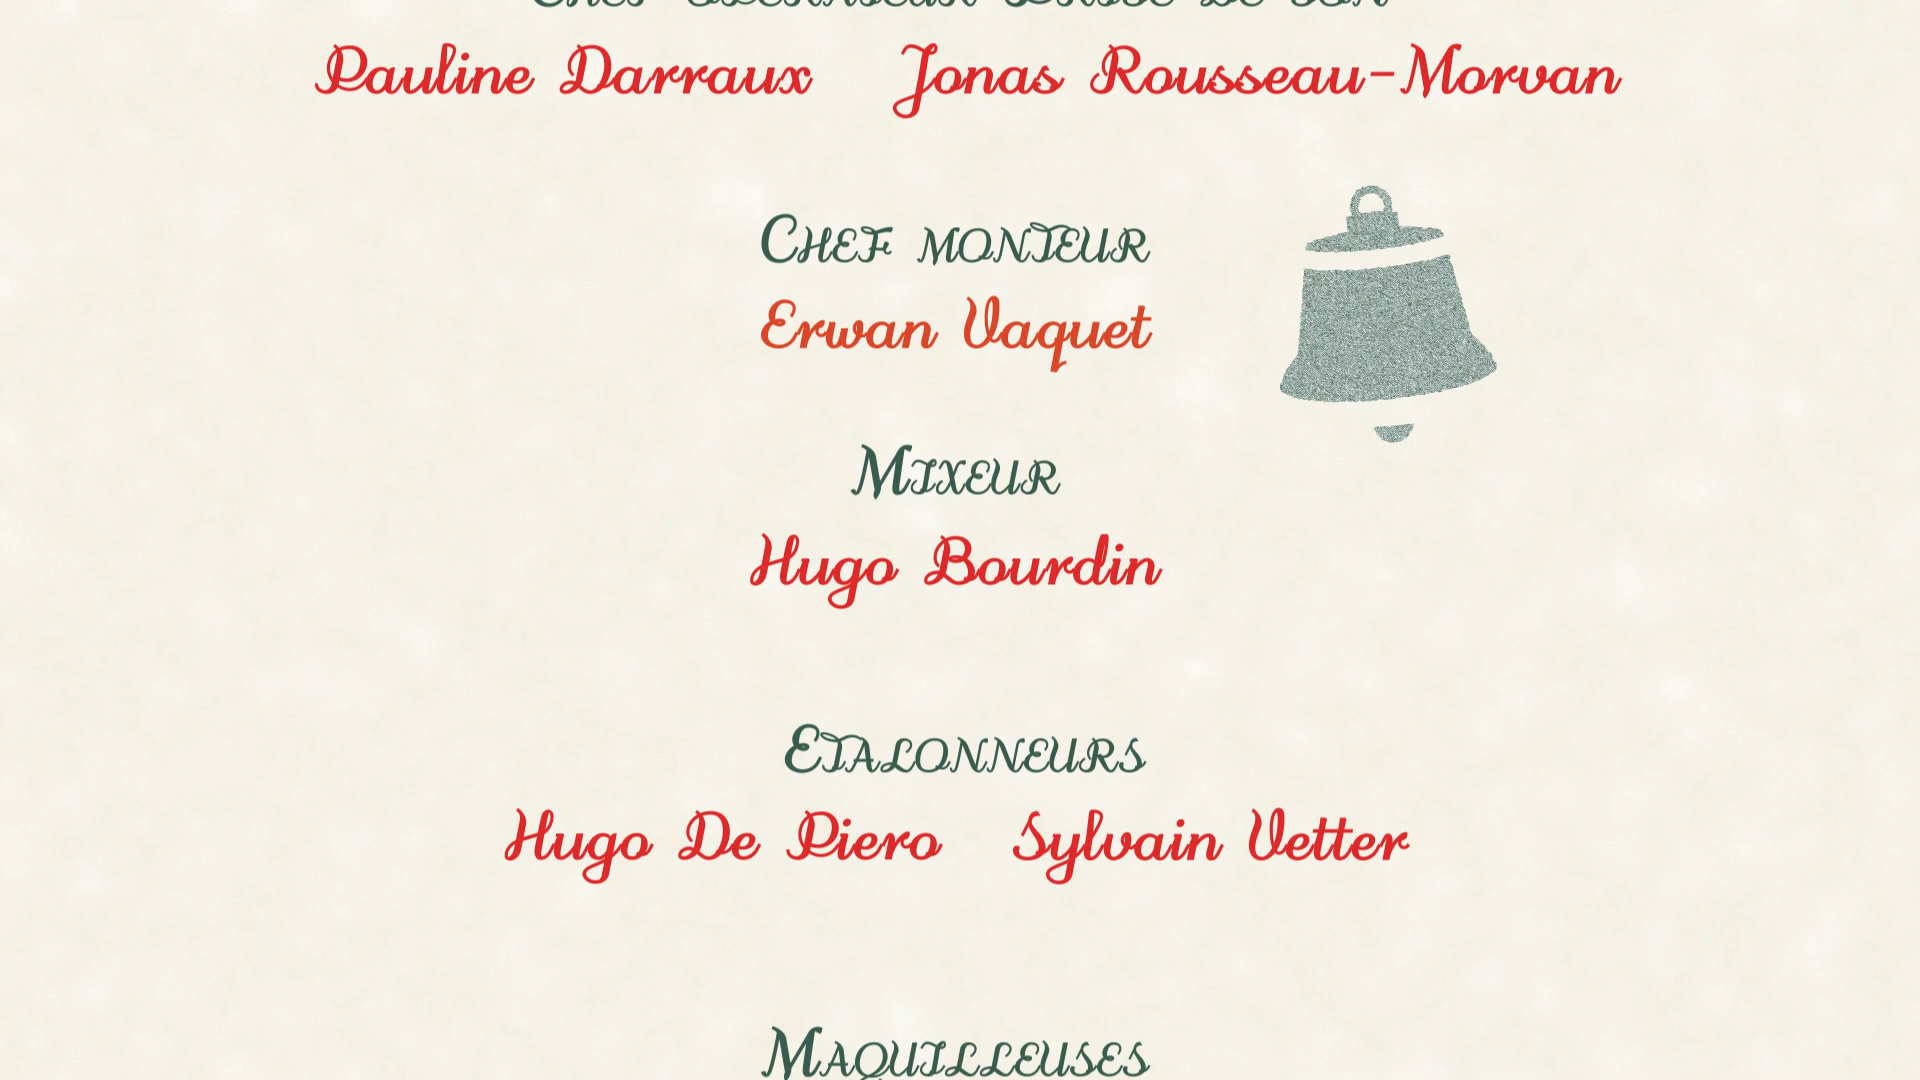 Pauline Darraux Jonas Rousseau-Morvan
Chef monteur
Erwan Vaquet
Mixeur
Hugo Bourdin
Etalonneurs
Hugo De Piero Sylvain Vetter
Maquilleuses